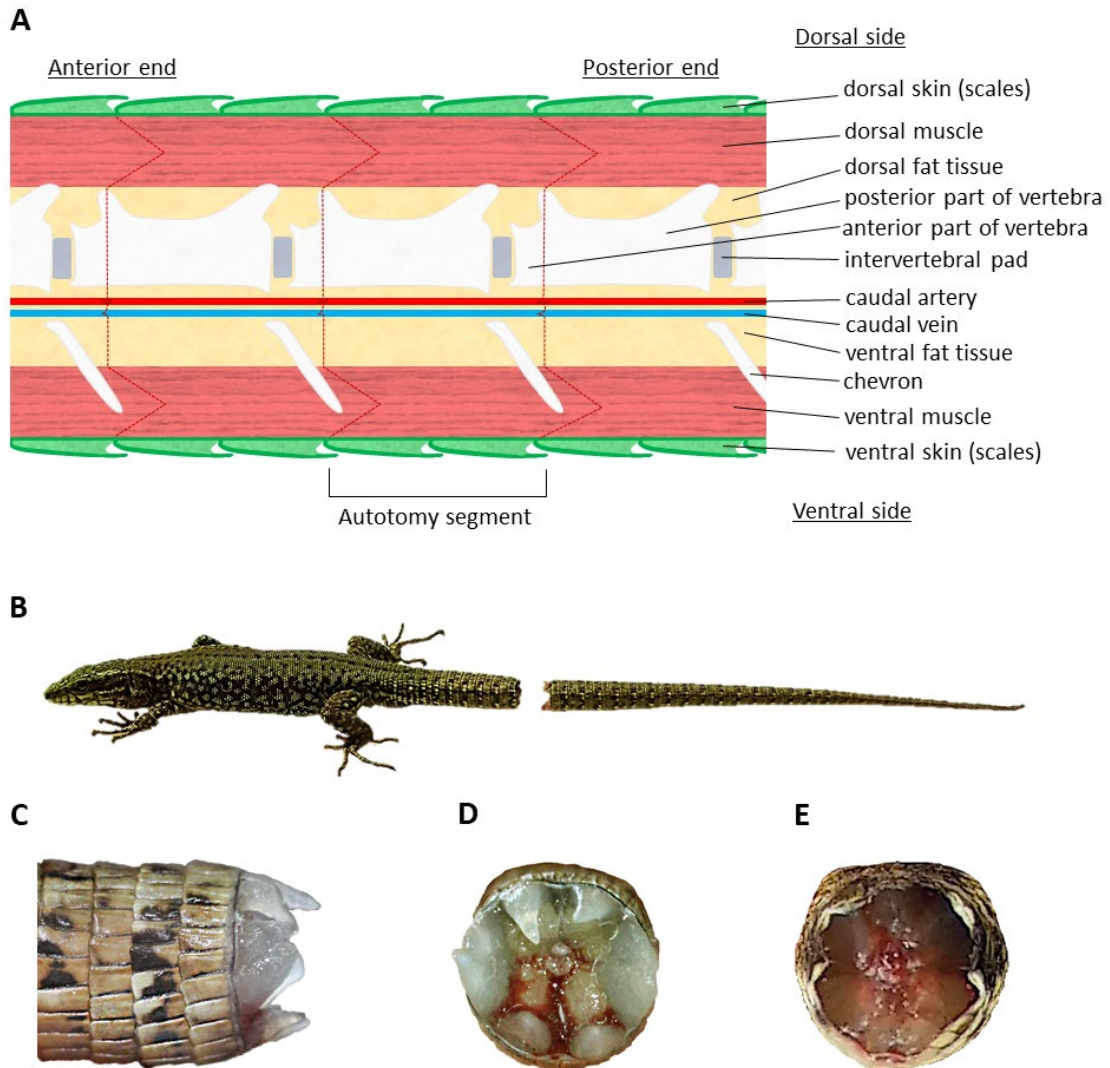 A
Dorsal side
Anterior end
Posterior end
dorsal skin (scales)
dorsal muscle
dorsal fat tissue
posterior part of vertebra
anterior part of vertebra
intervertebral pad
caudal artery
caudal vein
ventral fat tissue
chevron
ventral muscle
ventral skin (scales)
Autotomy segment
Ventral side
B
C
D
E